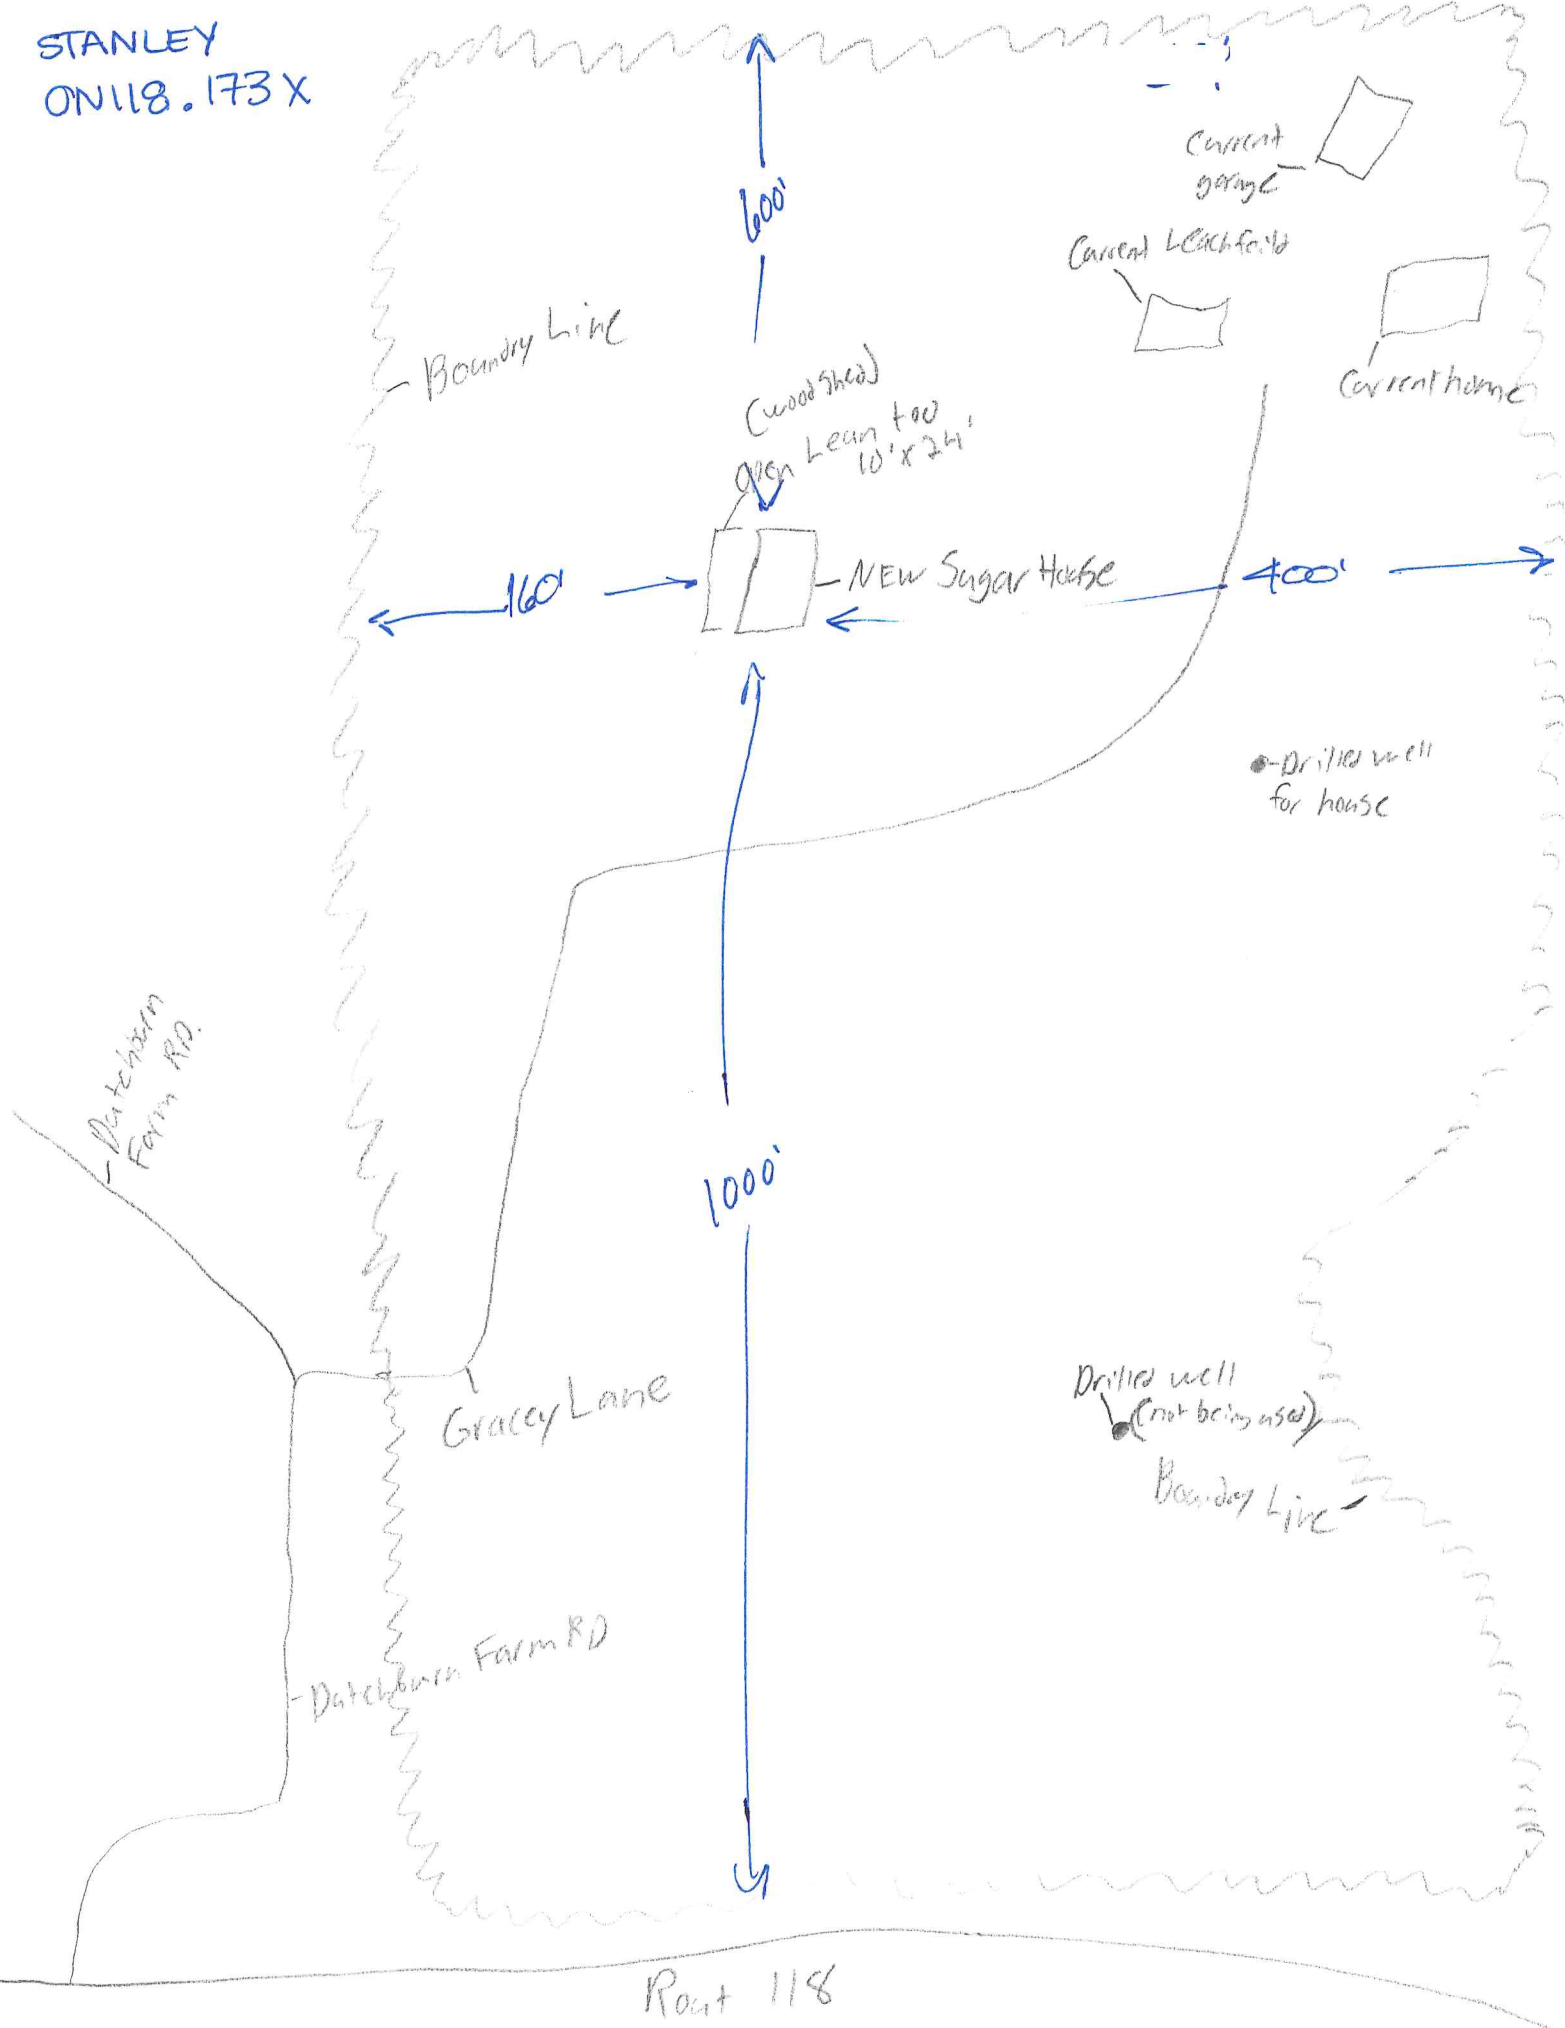 STANLEY
ON118.173X
600'
Current
garage
Current Leachfeild
Current home
Boundry Line
(woodshed)
Open Lean too
10'x24'
160'
NEW Sugar House
400'
Drilled well
for house
Dutchburn
Farm RD.
1000'
Gracey Lane
Drilled well
(not being used)
Boundry Line
Dutchburn Farm RD
Rout 118